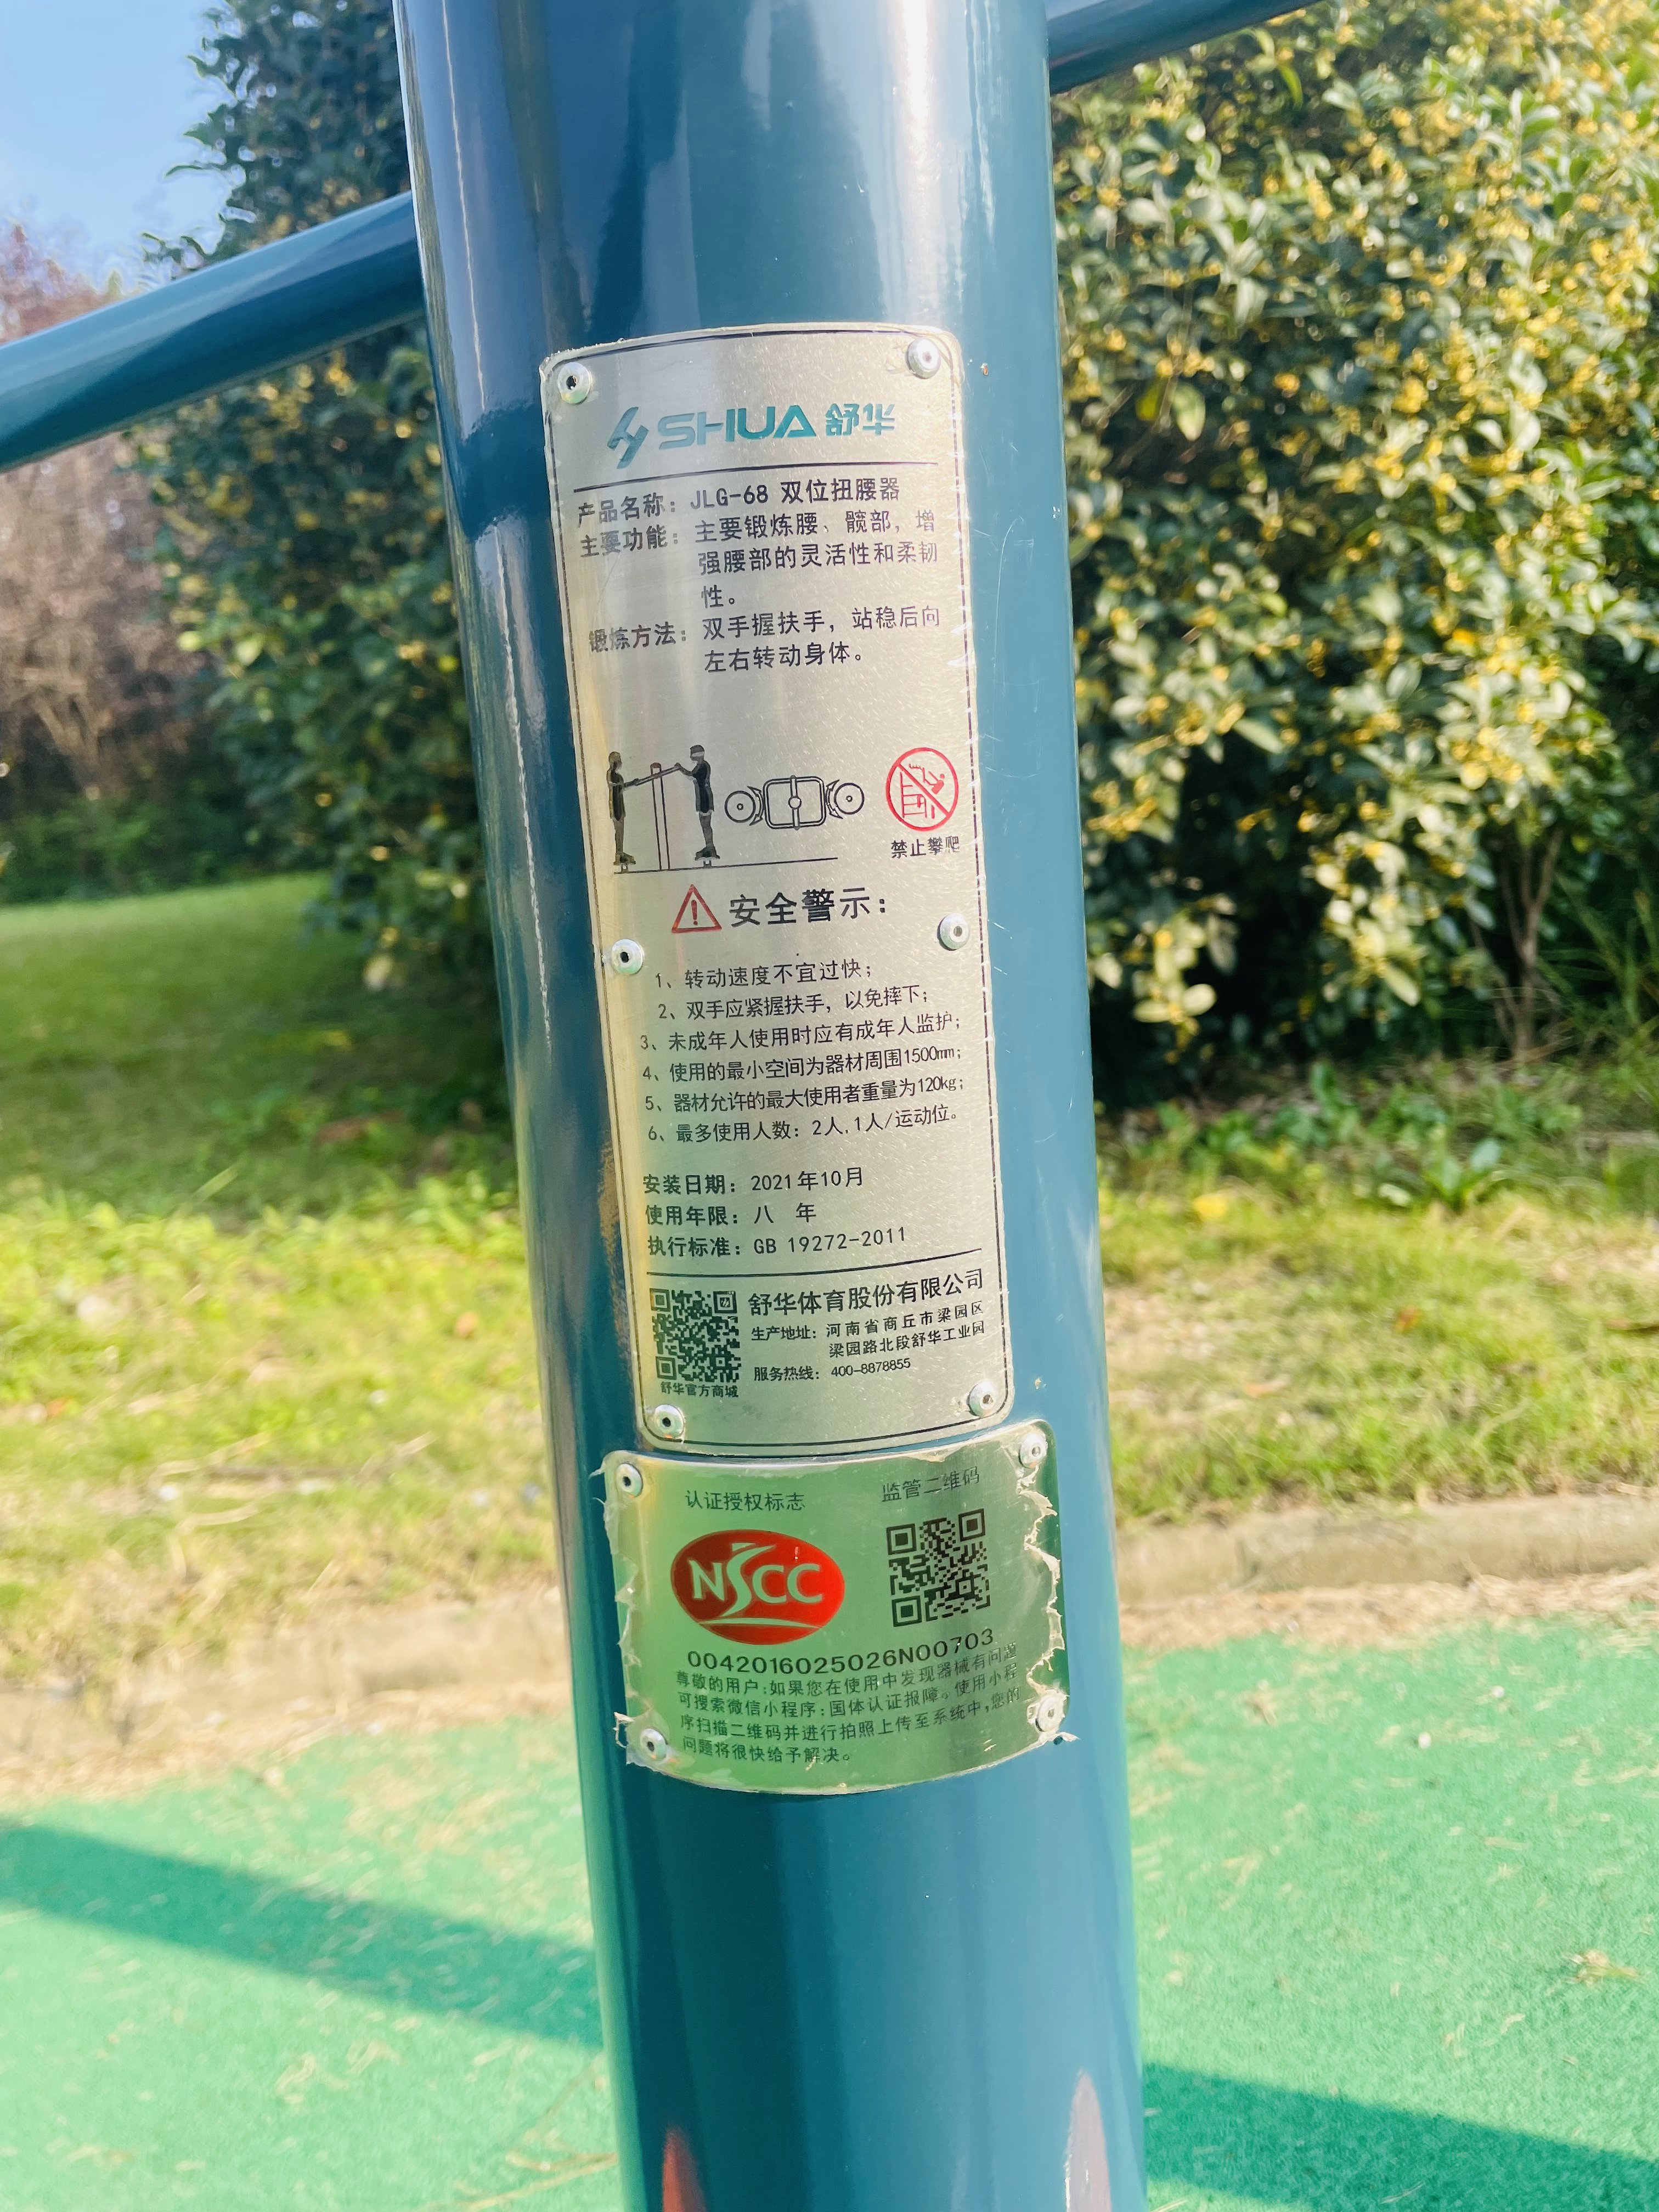 SHUA 舒华
产品名称：JLG-68 双位扭腰器
主要功能：主要锻炼腰、髋部，增
强腰部的灵活性和柔韧
性。
锻炼方法：双手握扶手，站稳后向
左右转动身体。
禁止攀爬
安全警示：
1、转动速度不宜过快；
2、双手应紧握扶手，以免摔下；
3、未成年人使用时应有成年人监护；
4、使用的最小空间为器材周围1500mm；
5、器材允许的最大使用者重量为120kg；
6、最多使用人数：2人,1人/运动位。
安装日期：2021年10月
使用年限：八 年
执行标准：GB 19272-2011
舒华体育股份有限公司
生产地址：河南省商丘市梁园区
梁园路北段舒华工业园
服务热线：400-8878855
舒华官方商城
认证授权标志 监管二维码
NSCC
0042016025026N00703
尊敬的用户：如果您在使用中发现器械有问题
可搜索微信小程序：国体认证报障。使用小程
序扫描二维码并进行拍照上传至系统中,您的
问题将很快给予解决。